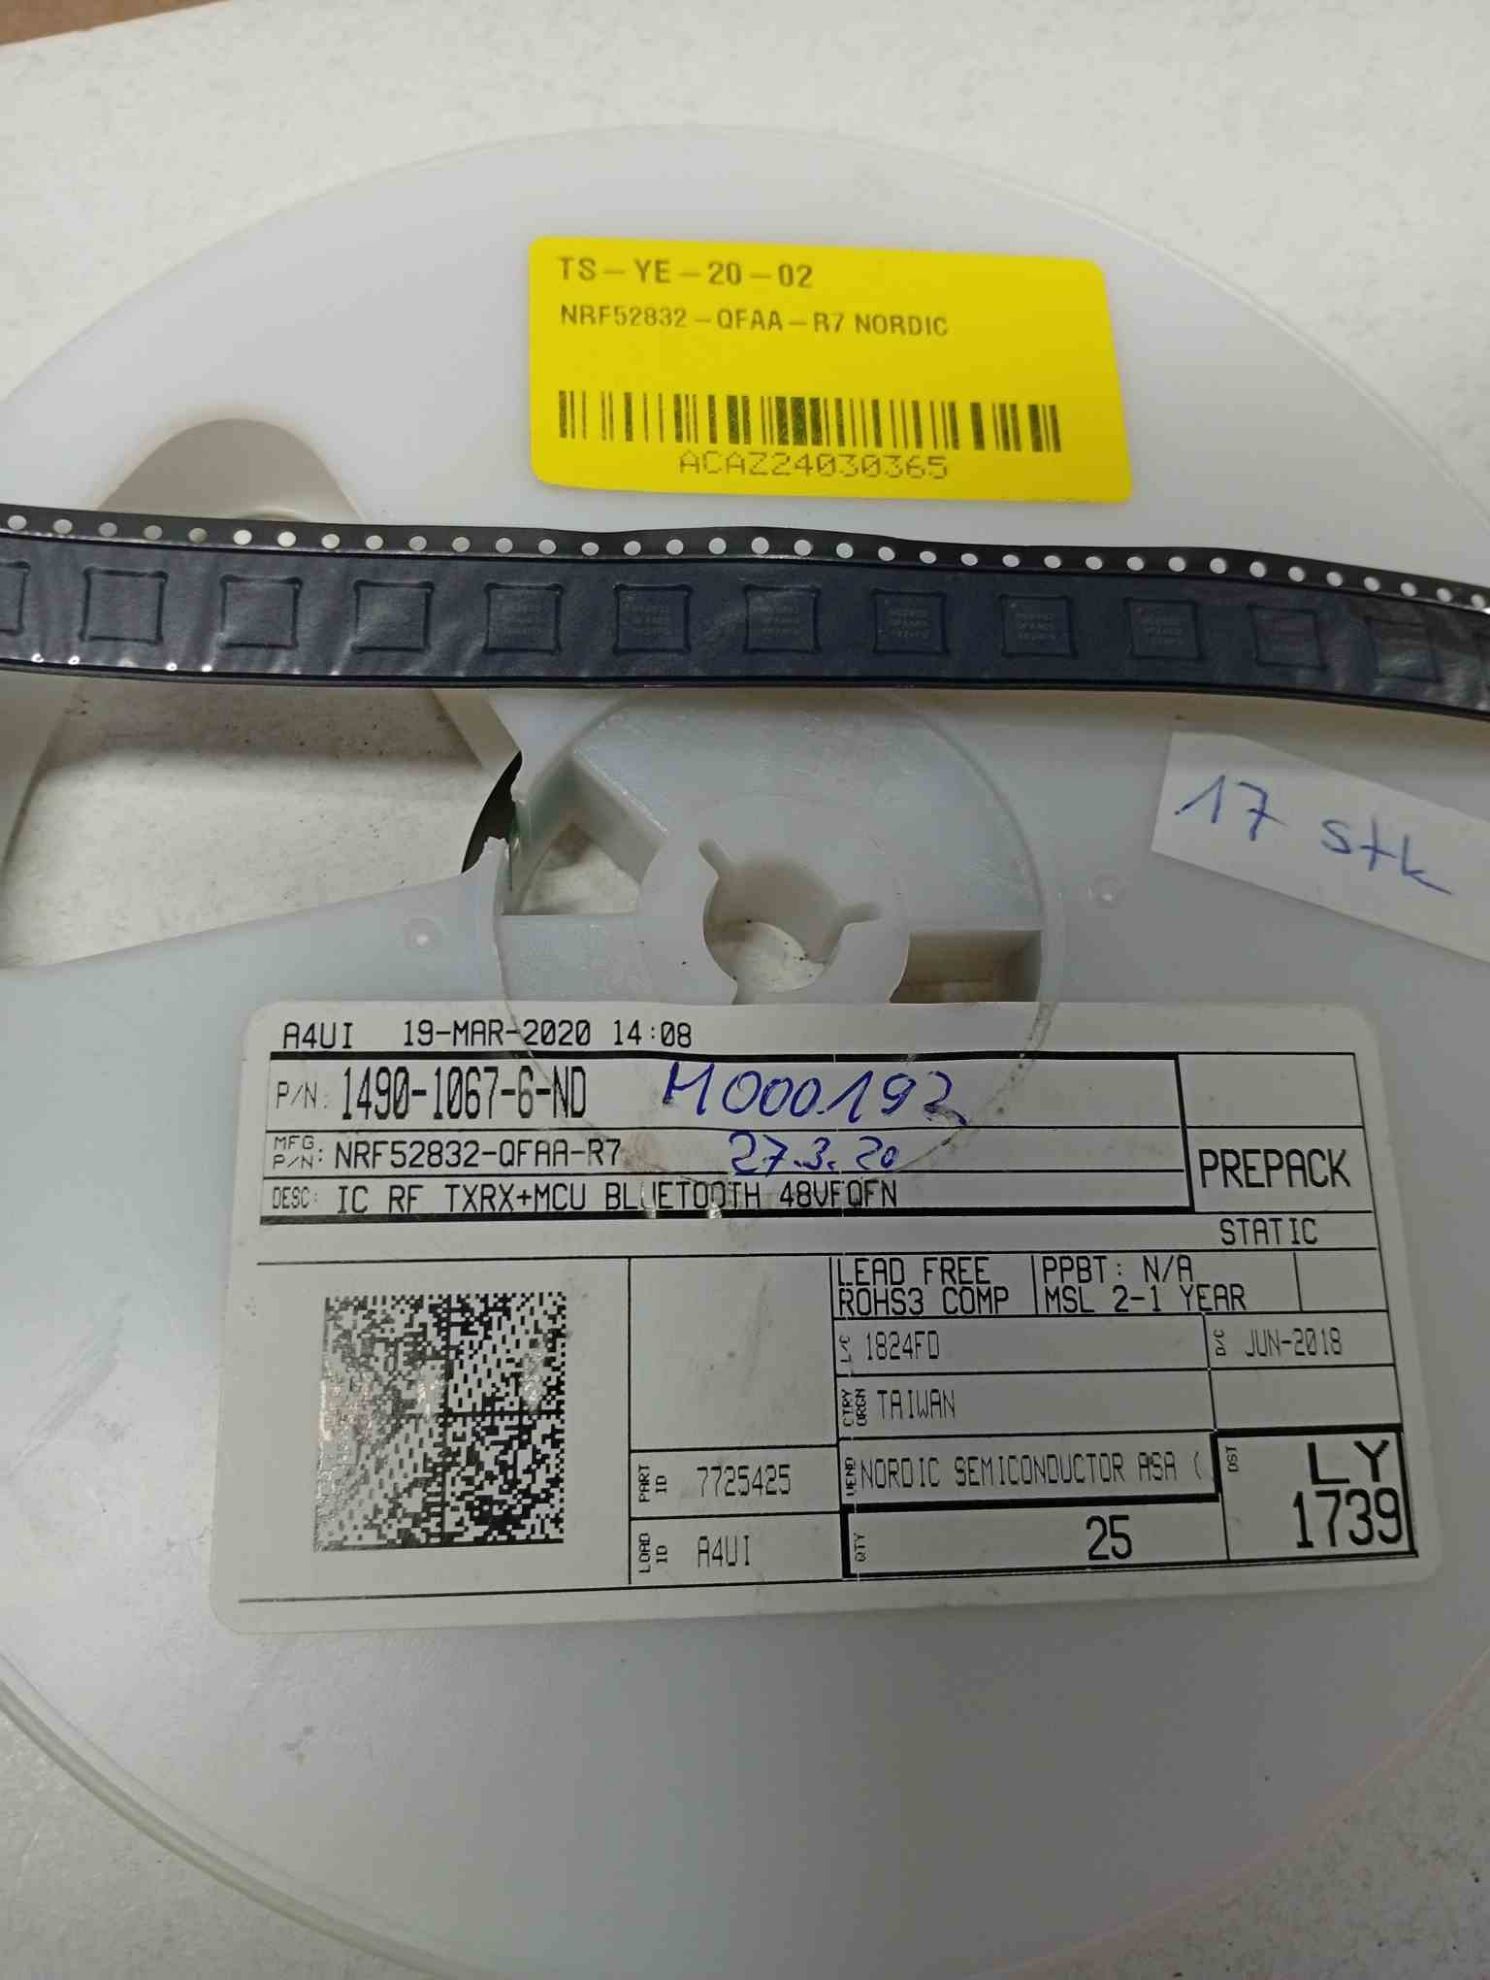 TS-YE-20-02
NRF52832-QFAA-R7 NORDIC
ACAZ24030365
17 stk
A4UI 19-MAR-2020 14:08
P/N: 1490-1067-6-ND M000192
MFG P/N: NRF52832-QFAA-R7 27.3.20
DESC: IC RF TXRX+MCU BLUETOOTH 48VFQFN
PREPACK
STATIC
LEAD FREE
ROHS3 COMP
PPBT: N/A
MSL 2-1 YEAR
L/C 1824FD
D/C JUN-2018
CTRY ORGN TAIWAN
PART ID 7725425
VEND NORDIC SEMICONDUCTOR ASA (
DST LY
1739
LOAD ID A4UI
QTY 25